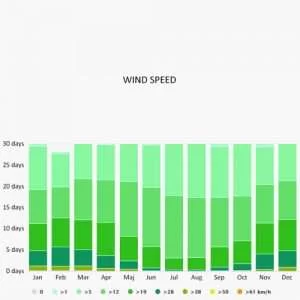 WIND SPEED
30 days
25 days
20 days
15 days
10 days
5 days
0 days
Jan Feb Mar Apr Maj Jun Jul Aug Sep Oct Nov Dec
0 >1 >5 >12 >19 >28 >38 >50 >61 km/h